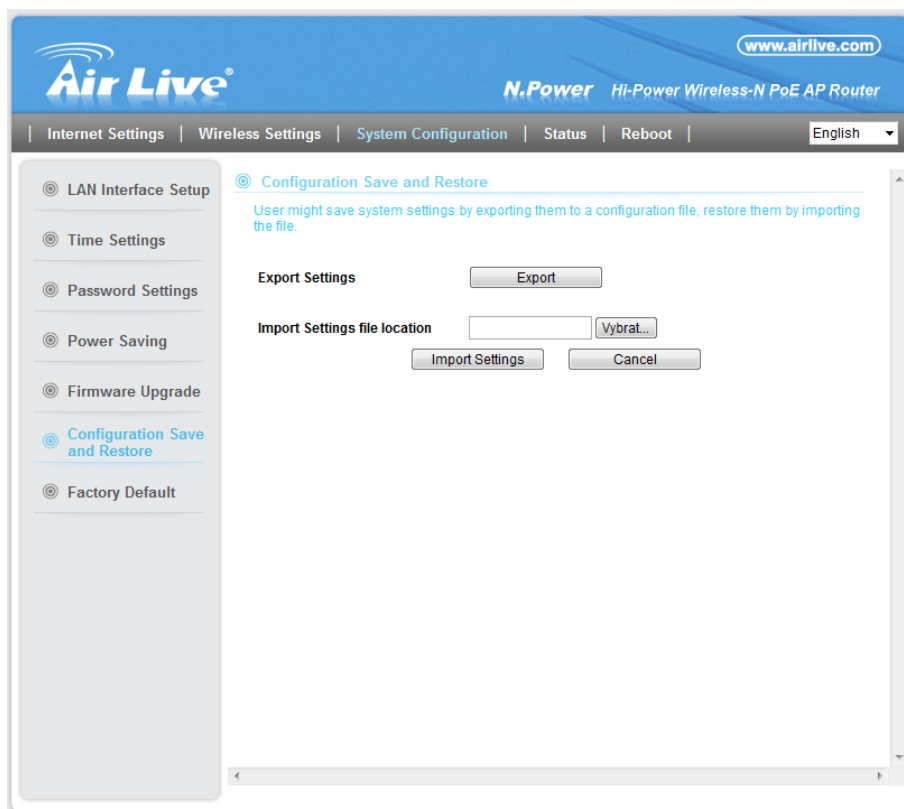 www.airlive.com
Air Live®
N.Power Hi-Power Wireless-N PoE AP Router
| Internet Settings | Wireless Settings | System Configuration | Status | Reboot | English
LAN Interface Setup
Time Settings
Password Settings
Power Saving
Firmware Upgrade
Configuration Save
and Restore
Factory Default
Configuration Save and Restore
User might save system settings by exporting them to a configuration file, restore them by importing
the file.
Export Settings Export
Import Settings file location Vybrat...
Import Settings Cancel